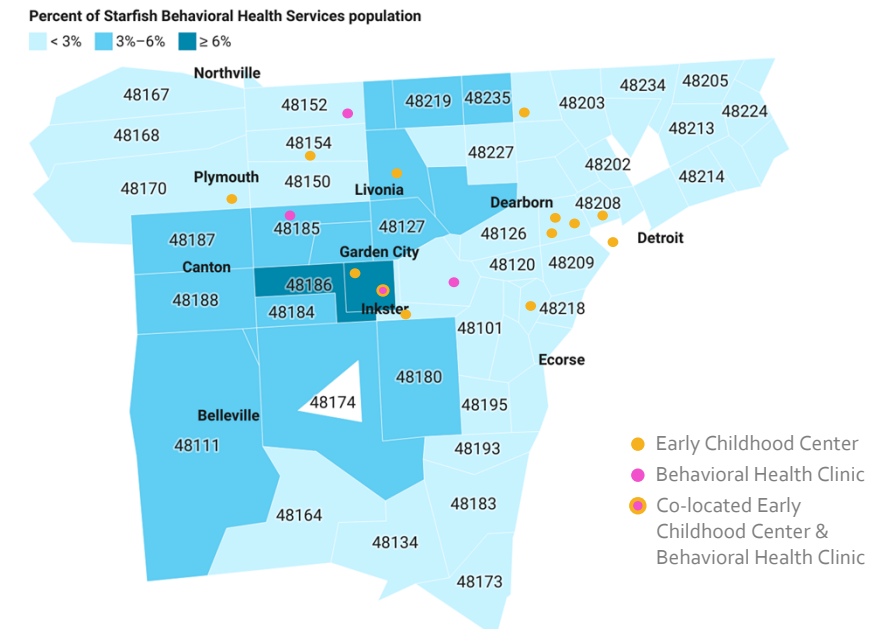 Percent of Starfish Behavioral Health Services population
< 3% 3%–6% ≥ 6%
Northville
48167
48152
48219
48235
48203
48234
48205
48224
48168
48154
48213
48227
48202
48170
Plymouth
48150
Livonia
48214
Dearborn
48208
48187
48185
48127
48126
Detroit
Garden City
Canton
48120
48209
48188
48186
48184
Inkster
48218
48101
Ecorse
48180
48174
48195
Belleville
48111
48193
48164
48183
48134
48173
Early Childhood Center
Behavioral Health Clinic
Co-located Early
Childhood Center &
Behavioral Health Clinic